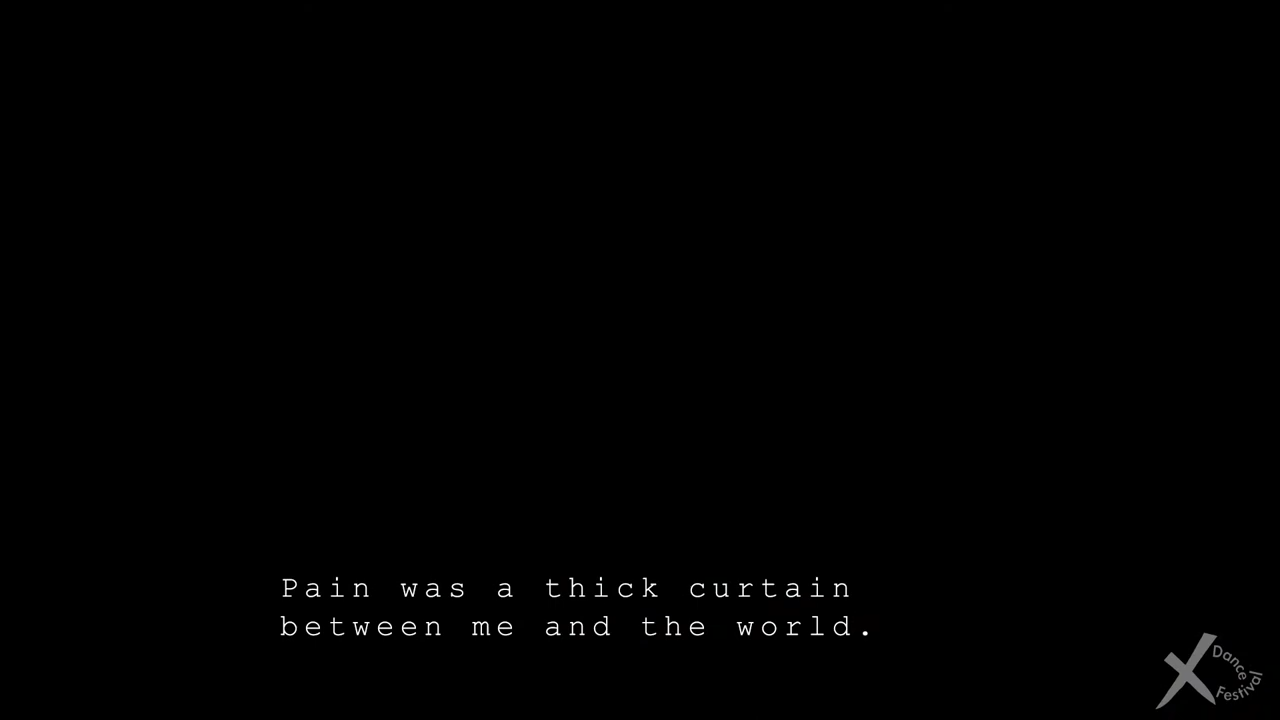 Pain was a thick curtain
between me and the world.
X Dance
Festival